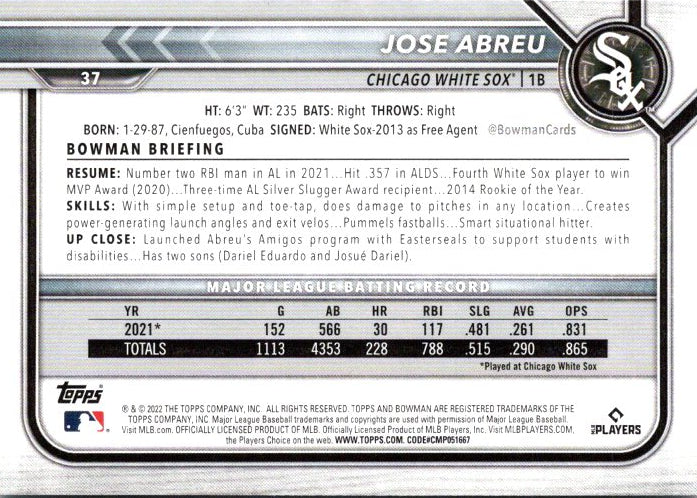 JOSE ABREU
Sox
TM
37
CHICAGO WHITE SOX® | 1B
HT: 6'3" WT: 235 BATS: Right THROWS: Right
BORN: 1-29-87, Cienfuegos, Cuba SIGNED: White Sox-2013 as Free Agent @BowmanCards
BOWMAN BRIEFING
RESUME: Number two RBI man in AL in 2021...Hit .357 in ALDS...Fourth White Sox player to win
MVP Award (2020)...Three-time AL Silver Slugger Award recipient...2014 Rookie of the Year.
SKILLS: With simple setup and toe-tap, does damage to pitches in any location...Creates
power-generating launch angles and exit velos...Pummels fastballs...Smart situational hitter.
UP CLOSE: Launched Abreu's Amigos program with Easterseals to support students with
disabilities...Has two sons (Dariel Eduardo and Josué Dariel).
MAJOR LEAGUE BATTING RECORD
YR G AB HR RBI SLG AVG OPS
2021* 152 566 30 117 .481 .261 .831
TOTALS 1113 4353 228 788 .515 .290 .865
*Played at Chicago White Sox
Topps
® & © 2022 THE TOPPS COMPANY, INC. ALL RIGHTS RESERVED. TOPPS AND BOWMAN ARE REGISTERED TRADEMARKS OF THE
TOPPS COMPANY, INC. Major League Baseball trademarks and copyrights are used with permission of Major League Baseball.
Visit MLB.com. OFFICIALLY LICENSED PRODUCT OF MLB. Officially Licensed Product of MLB Players, Inc. Visit MLBPLAYERS.COM,
the Players Choice on the web. WWW.TOPPS.COM. CODE#CMP051667
MLBPLAYERS